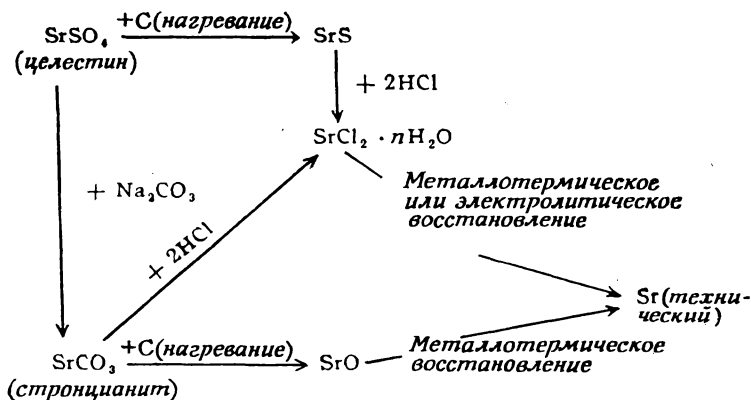 +C(нагревание)
SrSO₄ SrS
(целестин)
+ 2HCl
SrCl₂ · nH₂O
+ Na₂CO₃
Металлотермическое
или электролитическое
восстановление
+ 2HCl
Sr(техни-
ческий)
+C(нагревание)
SrCO₃ SrO
Металлотермическое
восстановление
(стронцианит)